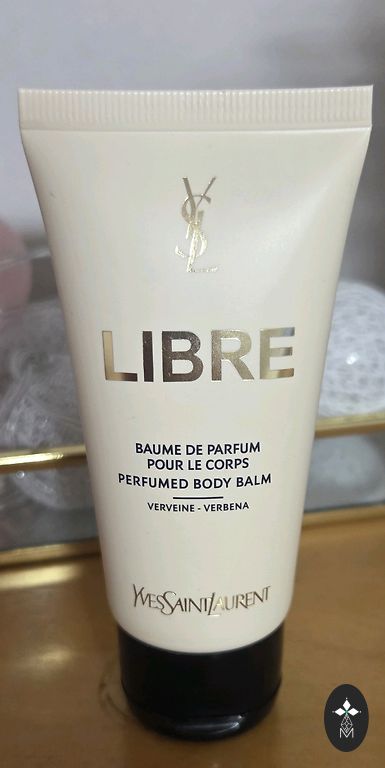 YSL
LIBRE
BAUME DE PARFUM
POUR LE CORPS
PERFUMED BODY BALM
VERVEINE - VERBENA
YVESSAINTLAURENT
M